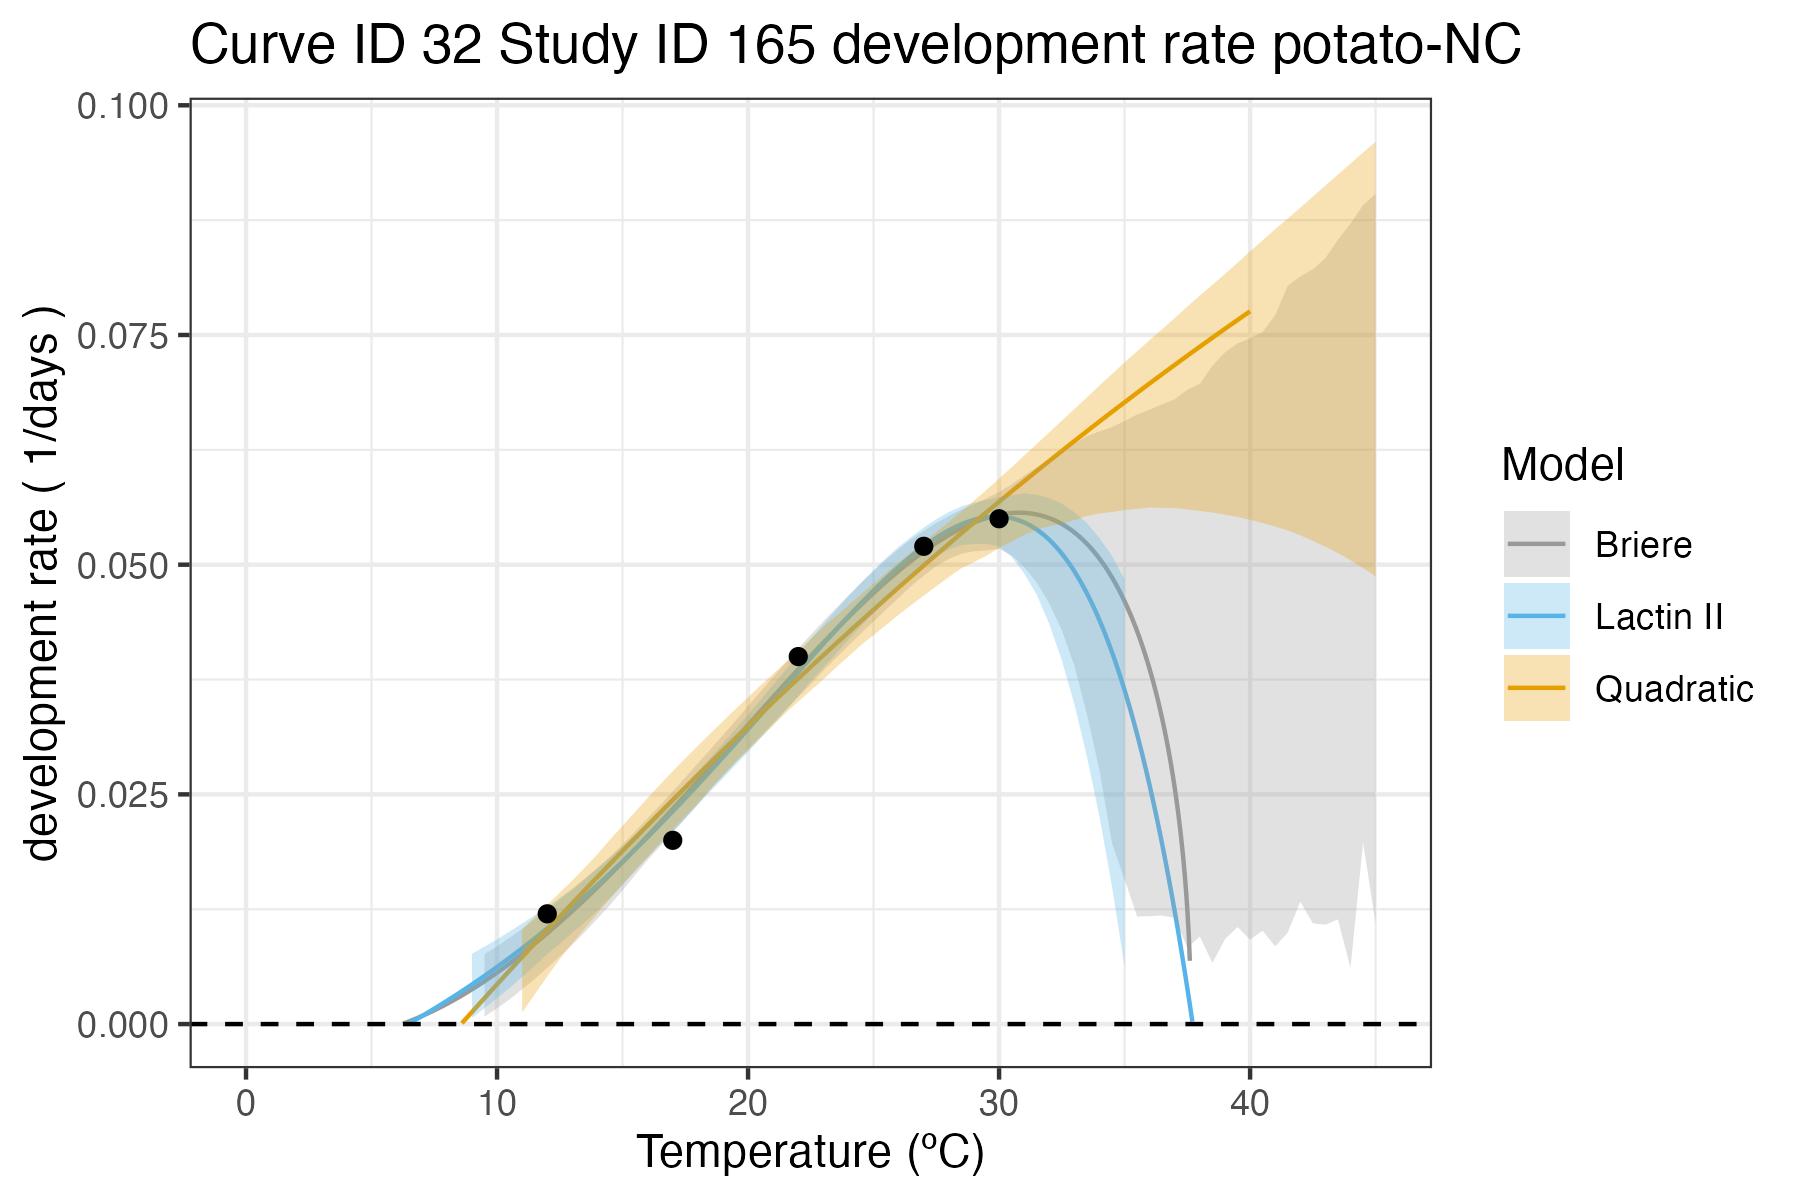 Curve ID 32 Study ID 165 development rate potato-NC
development rate ( 1/days )
0.100
0.075
0.050
0.025
0.000
0
10
20
30
40
Temperature (ºC)
Model
Briere
Lactin II
Quadratic